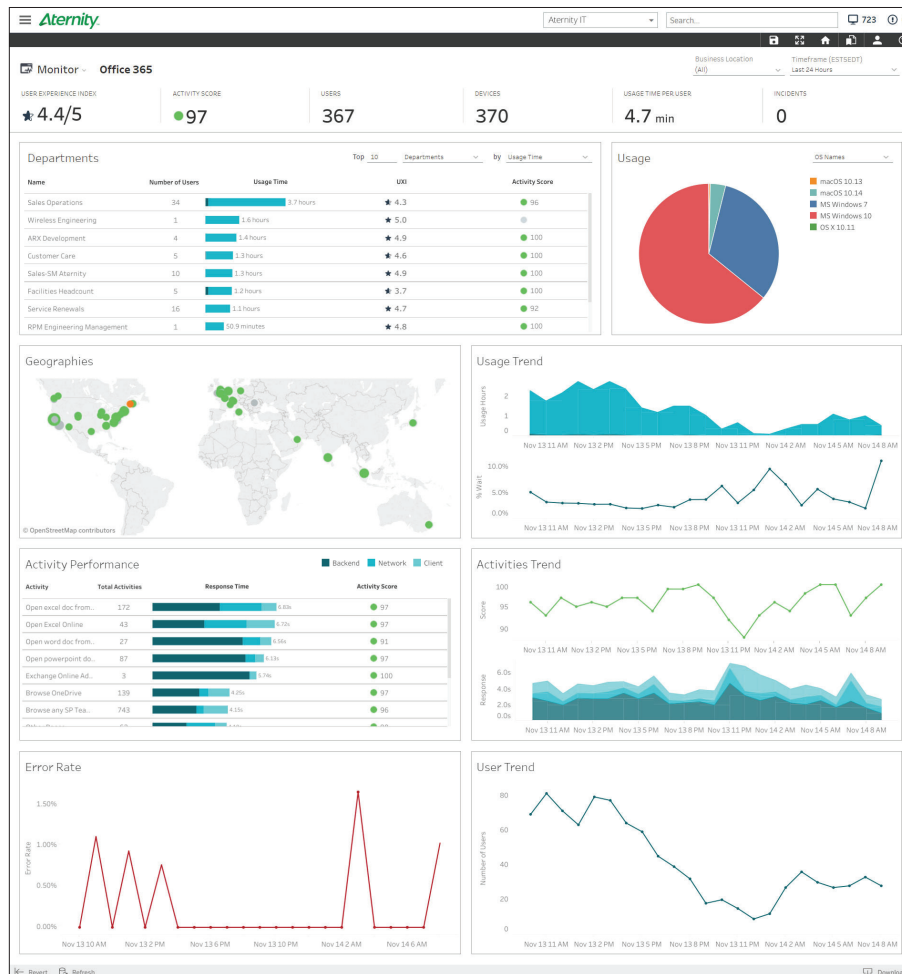 Aternity
Aternity IT
Search...
723
Monitor
Office 365
Business Location
(All)
Timeframe (ESTSEDT)
Last 24 Hours
USER EXPERIENCE INDEX
ACTIVITY SCORE
USERS
DEVICES
USAGE TIME PER USER
INCIDENTS
4.4/5
97
367
370
4.7 min
0
Departments
Top 10 Departments by Usage Time
Name Number of Users Usage Time UXI Activity Score
Sales Operations 34 3.7 hours 4.3 96
Wireless Engineering 1 1.6 hours 5.0
ARX Development 4 1.4 hours 4.9 100
Customer Care 5 1.3 hours 4.6 100
Sales-SM Aternity 10 1.3 hours 4.9 100
Facilities Headcount 5 1.2 hours 3.7 100
Service Renewals 16 1.1 hours 4.7 92
RPM Engineering Management 1 50.9 minutes 4.8 100
Usage
OS Names
macOS 10.13
macOS 10.14
MS Windows 7
MS Windows 10
OS X 10.11
Geographies
© OpenStreetMap contributors
Usage Trend
Usage Hours
2
1
0
Nov 13 11 AM Nov 13 2 PM Nov 13 5 PM Nov 13 8 PM Nov 13 11 PM Nov 14 2 AM Nov 14 5 AM Nov 14 8 AM
% Wait
10.0%
5.0%
0.0%
Nov 13 11 AM Nov 13 2 PM Nov 13 5 PM Nov 13 8 PM Nov 13 11 PM Nov 14 2 AM Nov 14 5 AM Nov 14 8 AM
Activity Performance
Backend Network Client
Activity Total Activities Response Time Activity Score
Open excel doc from.. 172 6.83s 97
Open Excel Online 43 6.72s 97
Open word doc from.. 27 6.56s 91
Open powerpoint do.. 87 6.13s 97
Exchange Online Ad.. 3 5.74s 100
Browse OneDrive 139 4.25s 97
Browse any SP Tea.. 743 4.15s 96
Activities Trend
Score
100
95
90
Nov 13 11 AM Nov 13 2 PM Nov 13 5 PM Nov 13 8 PM Nov 13 11 PM Nov 14 2 AM Nov 14 5 AM Nov 14 8 AM
Response
6.0s
4.0s
2.0s
0.0s
Nov 13 11 AM Nov 13 2 PM Nov 13 5 PM Nov 13 8 PM Nov 13 11 PM Nov 14 2 AM Nov 14 5 AM Nov 14 8 AM
Error Rate
Error Rate
1.50%
1.00%
0.50%
0.00%
Nov 13 10 AM Nov 13 2 PM Nov 13 6 PM Nov 13 10 PM Nov 14 2 AM Nov 14 6 AM
User Trend
Number of Users
80
60
40
20
0
Nov 13 11 AM Nov 13 2 PM Nov 13 5 PM Nov 13 8 PM Nov 13 11 PM Nov 14 2 AM Nov 14 5 AM Nov 14 8 AM
Revert Refresh
Downloa